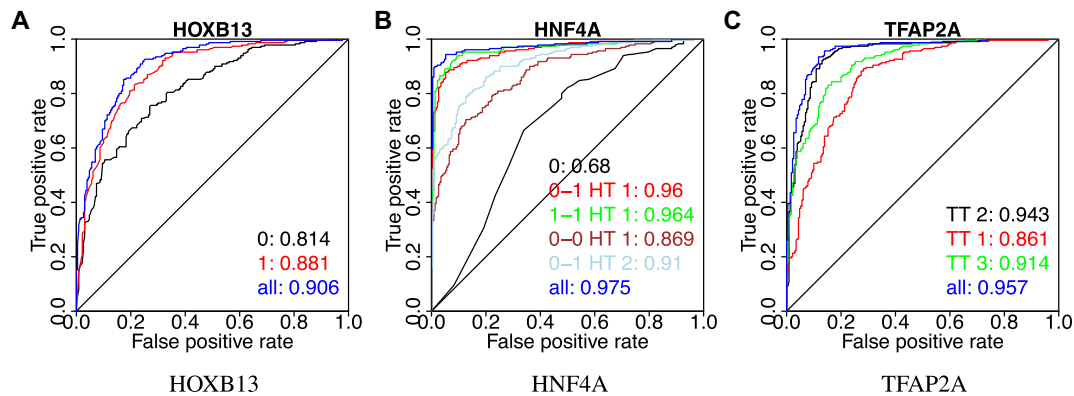 A
HOXB13
True positive rate
1.0
0.8
0.6
0.4
0.2
0.0
0: 0.814
1: 0.881
all: 0.906
0.0 0.2 0.4 0.6 0.8 1.0
False positive rate
HOXB13
B
HNF4A
True positive rate
1.0
0.8
0.6
0.4
0.2
0.0
0: 0.68
0−1 HT 1: 0.96
1−1 HT 1: 0.964
0−0 HT 1: 0.869
0−1 HT 2: 0.91
all: 0.975
0.0 0.2 0.4 0.6 0.8 1.0
False positive rate
HNF4A
C
TFAP2A
True positive rate
1.0
0.8
0.6
0.4
0.2
0.0
TT 2: 0.943
TT 1: 0.861
TT 3: 0.914
all: 0.957
0.0 0.2 0.4 0.6 0.8 1.0
False positive rate
TFAP2A